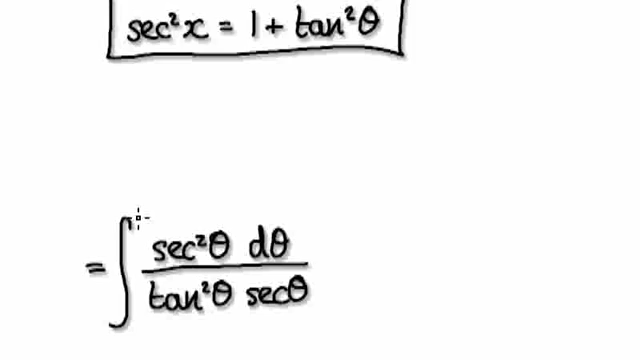 sec²x = 1 + tan²θ
= ∫ sec²θ dθ
tan²θ secθ